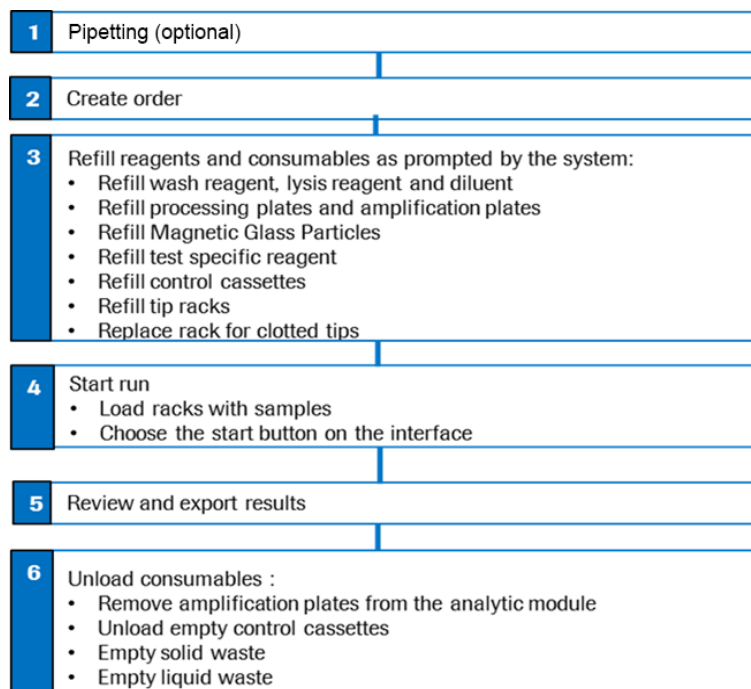 1 Pipetting (optional)
2 Create order
3 Refill reagents and consumables as prompted by the system:
• Refill wash reagent, lysis reagent and diluent
• Refill processing plates and amplification plates
• Refill Magnetic Glass Particles
• Refill test specific reagent
• Refill control cassettes
• Refill tip racks
• Replace rack for clotted tips
4 Start run
• Load racks with samples
• Choose the start button on the interface
5 Review and export results
6 Unload consumables :
• Remove amplification plates from the analytic module
• Unload empty control cassettes
• Empty solid waste
• Empty liquid waste